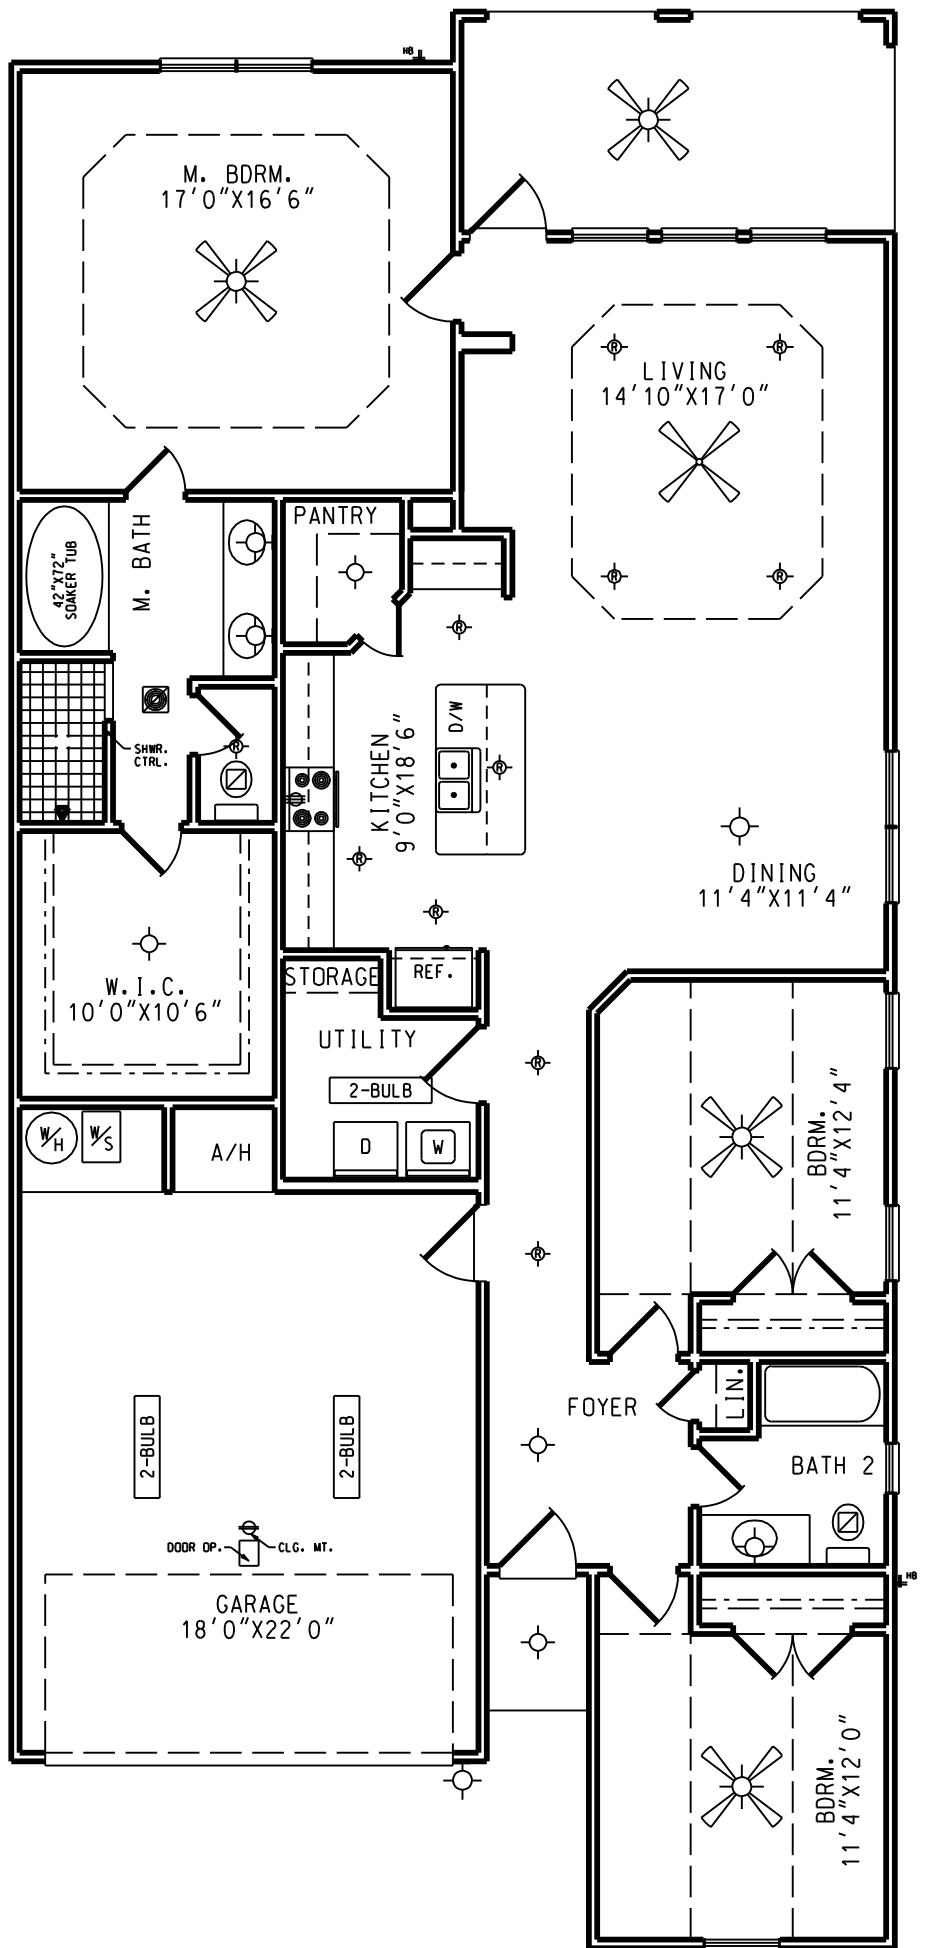 HB
M. BDRM.
17'0"X16'6"
LIVING
14'10"X17'0"
PANTRY
M. BATH
42"X72"
SOAKER TUB
R
R
R
R
R
D/W
R
SHWR.
CTRL.
R
KITCHEN
9'0"X18'6"
R
R
DINING
11'4"X11'4"
STORAGE
REF.
W.I.C.
10'0"X10'6"
UTILITY
2-BULB
R
W/H
W/S
A/H
D
W
BDRM.
11'4"X12'4"
R
LIN.
FOYER
2-BULB
2-BULB
BATH 2
DOOR OP.
CLG. MT.
HB
GARAGE
18'0"X22'0"
BDRM.
11'4"X12'0"